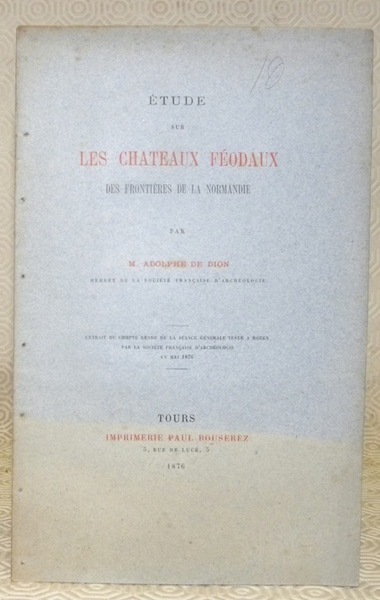 10
ÉTUDE
SUR
LES CHATEAUX FÉODAUX
DES FRONTIÈRES DE LA NORMANDIE
PAR
M. ADOLPHE DE DION
MEMBRE DE LA SOCIÉTÉ FRANÇAISE D'ARCHÉOLOGIE.
EXTRAIT DU COMPTE RENDU DE LA SÉANCE GÉNÉRALE TENUE A ROUEN
PAR LA SOCIÉTÉ FRANÇAISE D'ARCHÉOLOGIE
EN MAI 1876
TOURS
IMPRIMERIE PAUL BOUSEREZ
5, RUE DE LUCÉ, 5
1876